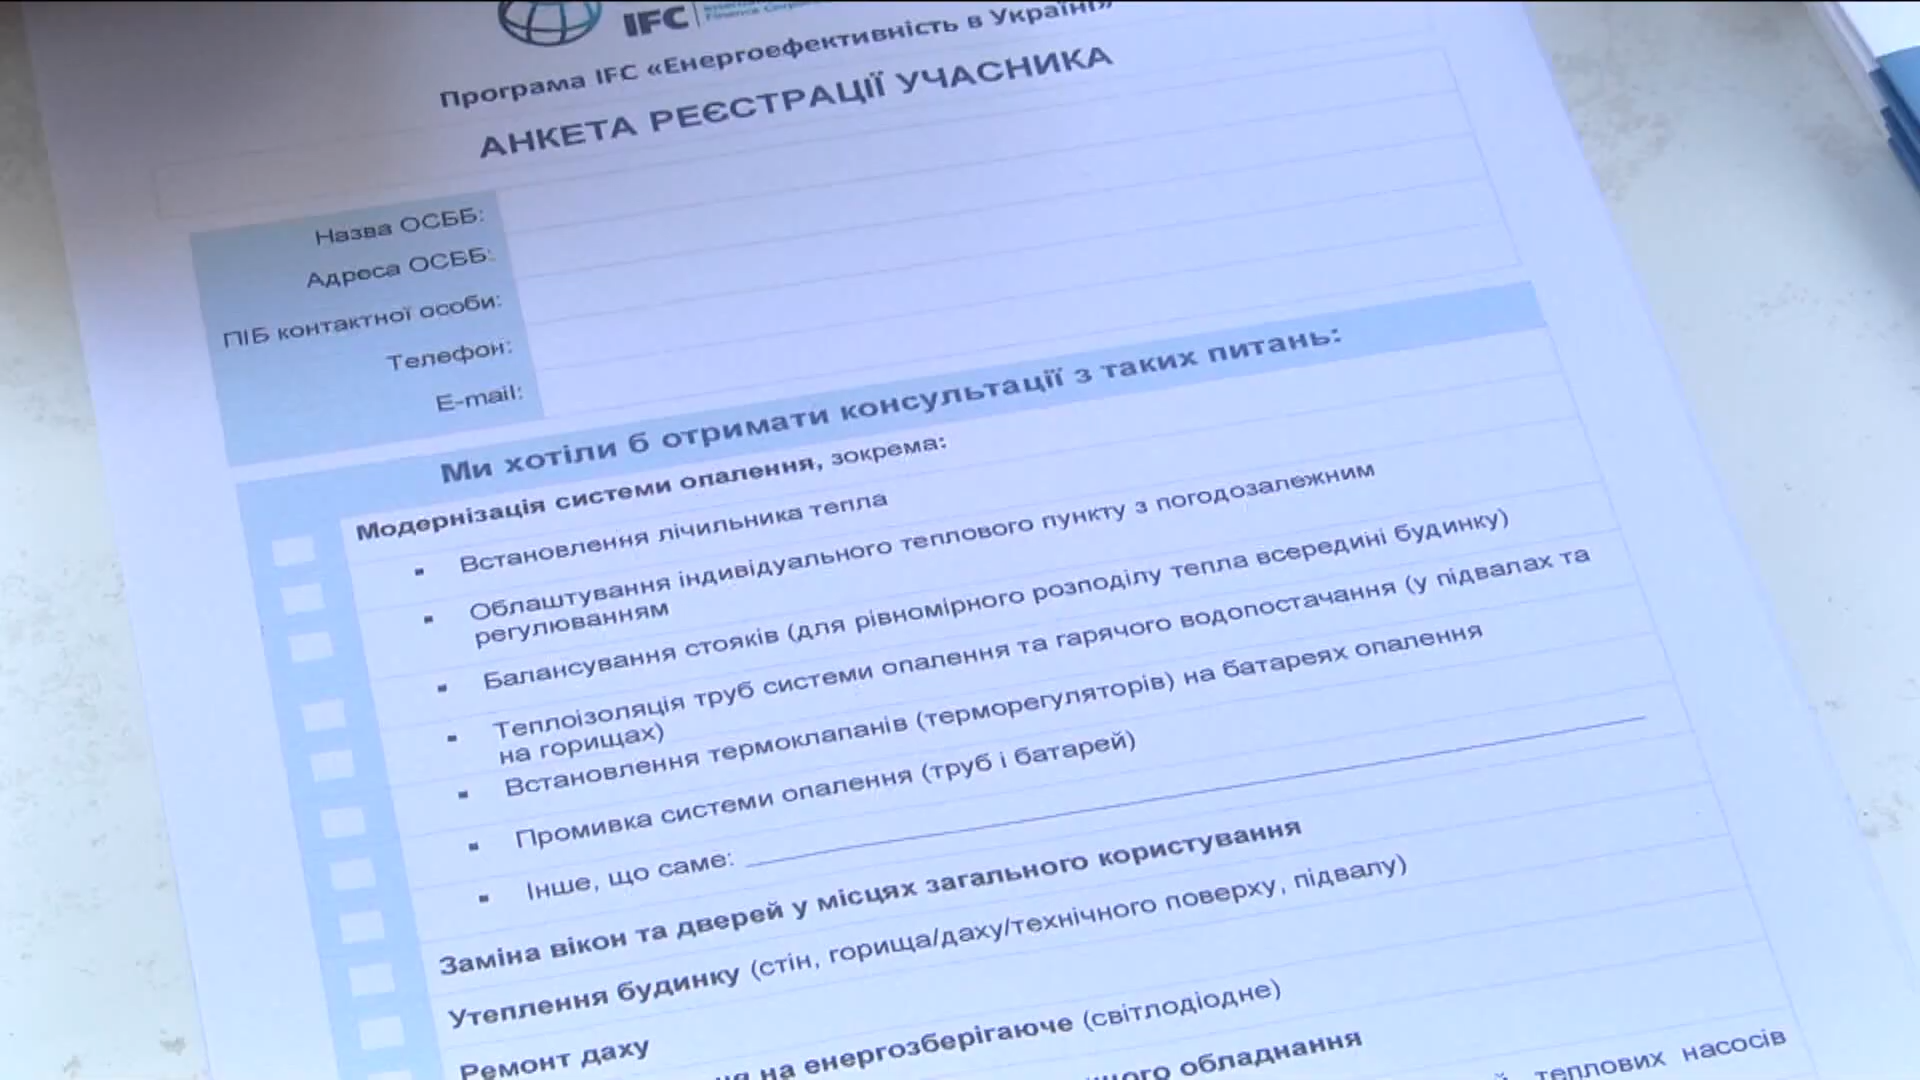 IFC
Програма IFC «Енергоефективність в Україні»
АНКЕТА РЕЄСТРАЦІЇ УЧАСНИКА
Назва ОСББ:
Адреса ОСББ:
ПІБ контактної особи:
Телефон:
E-mail:
Ми хотіли б отримати консультації з таких питань:
Модернізація системи опалення, зокрема:
▪ Встановлення лічильника тепла
▪ Облаштування індивідуального теплового пункту з погодозалежним
регулюванням
▪ Балансування стояків (для рівномірного розподілу тепла всередині будинку)
▪ Теплоізоляція труб системи опалення та гарячого водопостачання (у підвалах та
на горищах)
▪ Встановлення термоклапанів (терморегуляторів) на батареях опалення
▪ Промивка системи опалення (труб і батарей)
▪ Інше, що саме:
Заміна вікон та дверей у місцях загального користування
Утеплення будинку (стін, горища/даху/технічного поверху, підвалу)
Ремонт даху
на енергозберігаюче (світлодіодне)
обладнання
теплових насосів